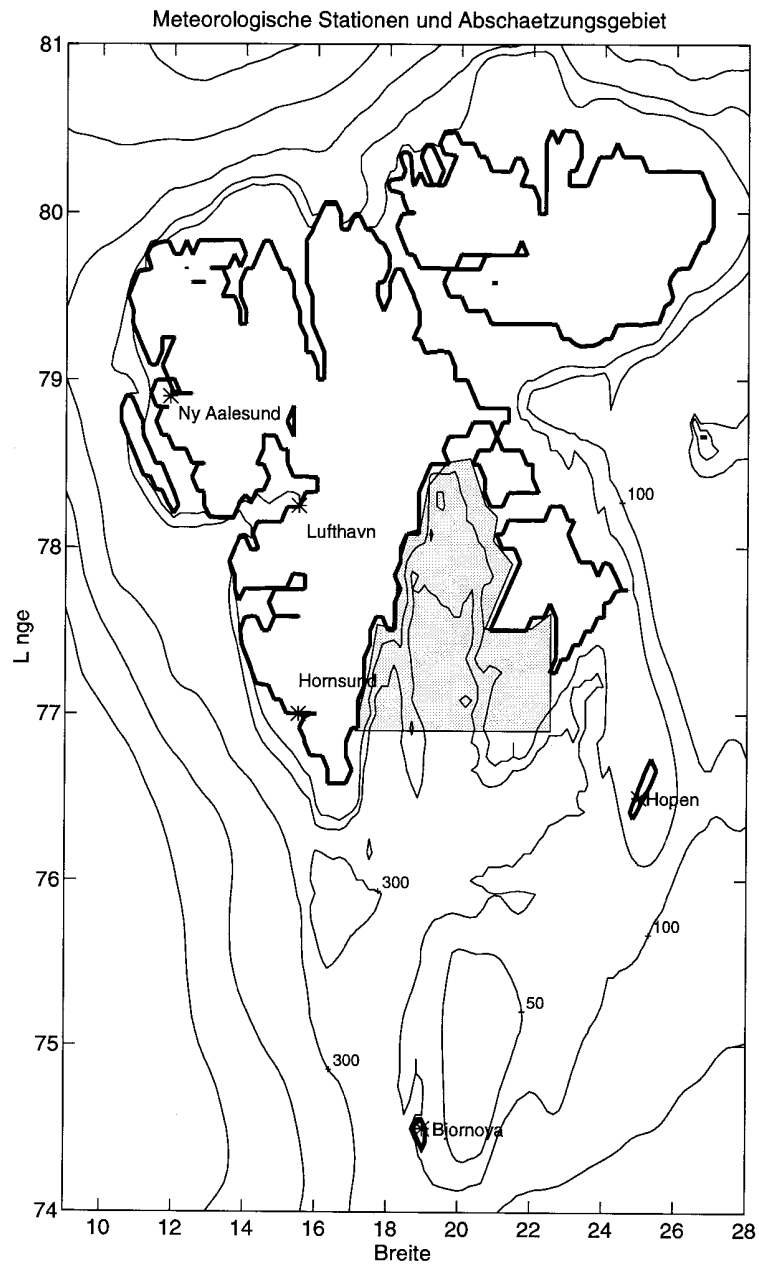 Meteorologische Stationen und Abschaetzungsgebiet
81
80
79
78
77
76
75
74
L nge
Ny Aalesund
Lufthavn
Hornsund
Hopen
Bjornoya
100
300
100
50
300
10 12 14 16 18 20 22 24 26 28
Breite